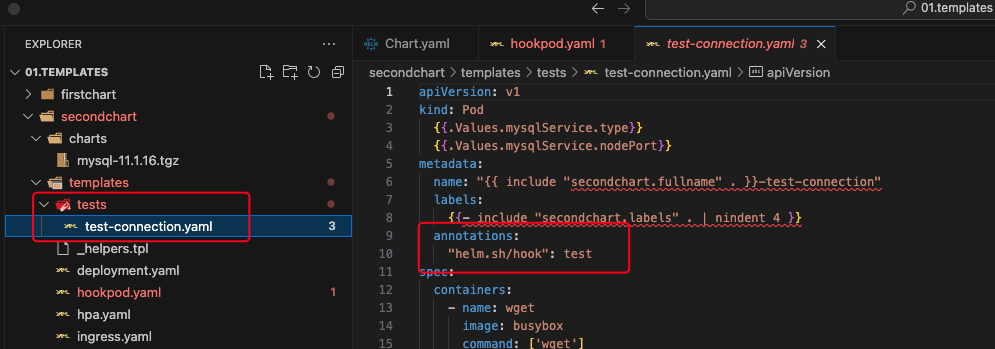 01.templates
EXPLORER
01.TEMPLATES
firstchart
secondchart
charts
mysql-11.1.16.tgz
templates
tests
test-connection.yaml 3
_helpers.tpl
deployment.yaml
hookpod.yaml 1
hpa.yaml
ingress.yaml
Chart.yaml
hookpod.yaml 1
test-connection.yaml 3
secondchart > templates > tests > test-connection.yaml > apiVersion
1 apiVersion: v1
2 kind: Pod
3 {{.Values.mysqlService.type}}
4 {{.Values.mysqlService.nodePort}}
5 metadata:
6 name: "{{ include "secondchart.fullname" . }}-test-connection"
7 labels:
8 {{- include "secondchart.labels" . | nindent 4 }}
9 annotations:
10 "helm.sh/hook": test
11 spec:
12 containers:
13 - name: wget
14 image: busybox
15 command: ['wget']